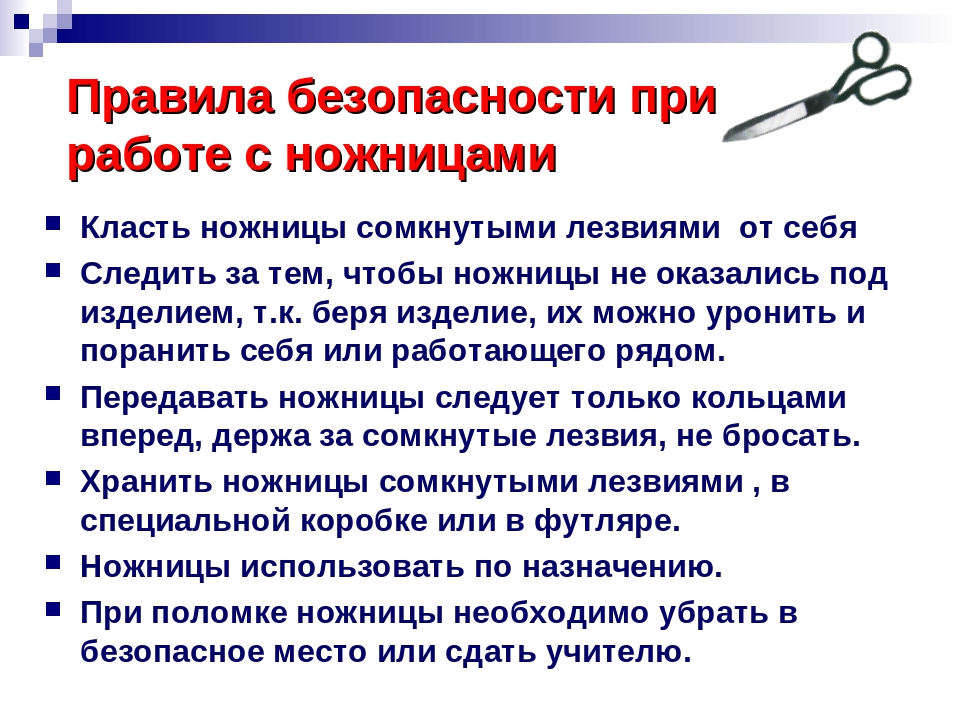 Правила безопасности при
работе с ножницами
Класть ножницы сомкнутыми лезвиями  от себя
Следить за тем, чтобы ножницы не оказались под
изделием, т.к. беря изделие, их можно уронить и
поранить себя или работающего рядом.
Передавать ножницы следует только кольцами
вперед, держа за сомкнутые лезвия, не бросать.
Хранить ножницы сомкнутыми лезвиями , в
специальной коробке или в футляре.
Ножницы использовать по назначению.
При поломке ножницы необходимо убрать в
безопасное место или сдать учителю.